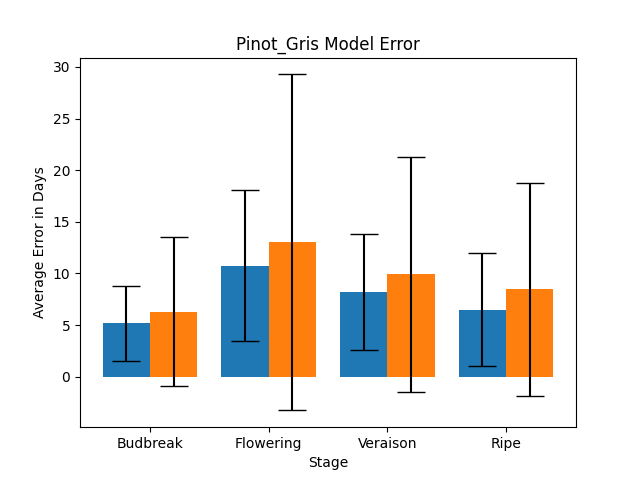 Pinot_Gris Model Error
Average Error in Days
30
25
20
15
10
5
0
Budbreak Flowering Veraison Ripe
Stage